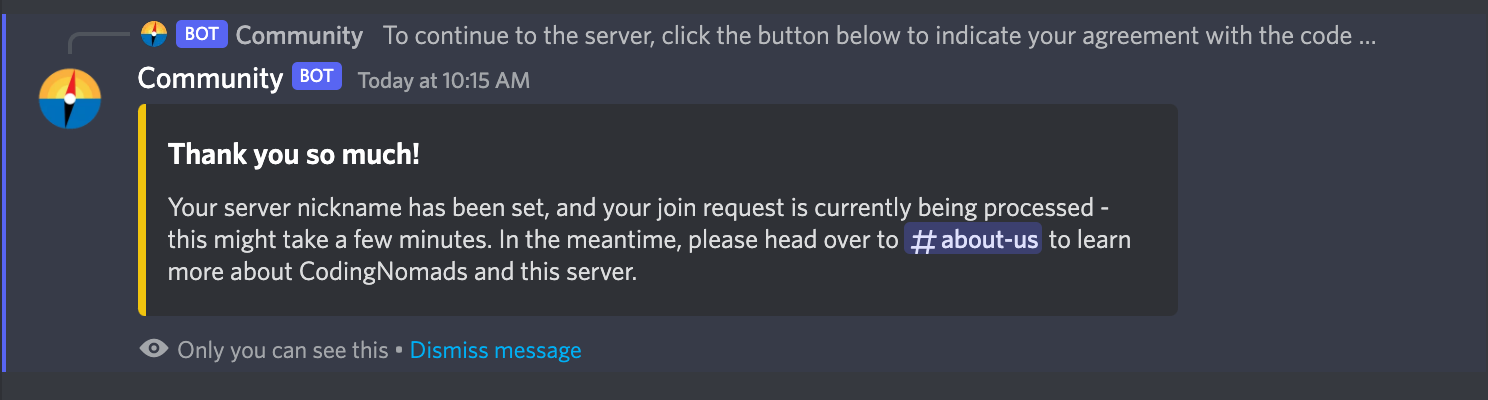 BOT Community To continue to the server, click the button below to indicate your agreement with the code ...
Community BOT Today at 10:15 AM
Thank you so much!
Your server nickname has been set, and your join request is currently being processed -
this might take a few minutes. In the meantime, please head over to #about-us to learn
more about CodingNomads and this server.
Only you can see this • Dismiss message